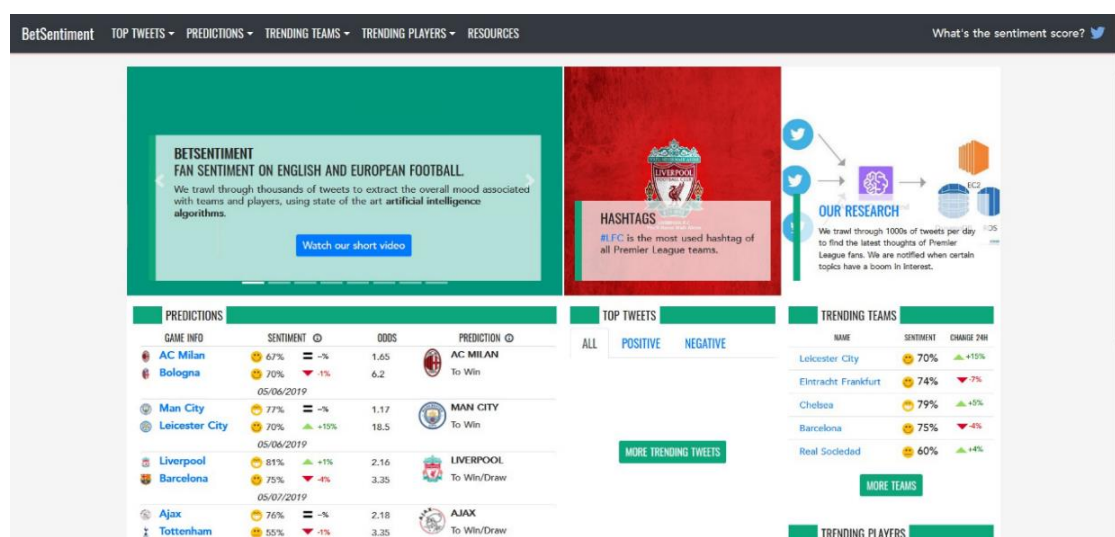 BetSentiment TOP TWEETS PREDICTIONS TRENDING TEAMS TRENDING PLAYERS RESOURCES What's the sentiment score?
BETSENTIMENT
FAN SENTIMENT ON ENGLISH AND EUROPEAN FOOTBALL.
We trawl through thousands of tweets to extract the overall mood associated
with teams and players, using state of the art artificial intelligence
algorithms.
Watch our short video
LIVERPOOL
HASHTAGS
#LFC is the most used hashtag of
all Premier League teams.
EC2
OUR RESEARCH
We trawl through 1000s of tweets per day
to find the latest thoughts of Premier
League fans. We are notified when certain
topics have a boom in Interest.
PREDICTIONS
GAME INFO SENTIMENT ODDS PREDICTION
AC Milan 67% -% 1.65 AC MILAN
Bologna 70% -1% 6.2 To Win
05/06/2019
Man City 77% -% 1.17 MAN CITY
Leicester City 70% +15% 18.5 To Win
05/06/2019
Liverpool 81% +1% 2.16 LIVERPOOL
Barcelona 75% -4% 3.35 To Win/Draw
05/07/2019
Ajax 76% -% 2.18 AJAX
Tottenham 55% -1% 3.35 To Win/Draw
TOP TWEETS
ALL POSITIVE NEGATIVE
MORE TRENDING TWEETS
TRENDING TEAMS
NAME SENTIMENT CHANGE 24H
Leicester City 70% +15%
Eintracht Frankfurt 74% -7%
Chelsea 79% +5%
Barcelona 75% -4%
Real Sociedad 60% +4%
MORE TEAMS
TRENDING PLAYERS